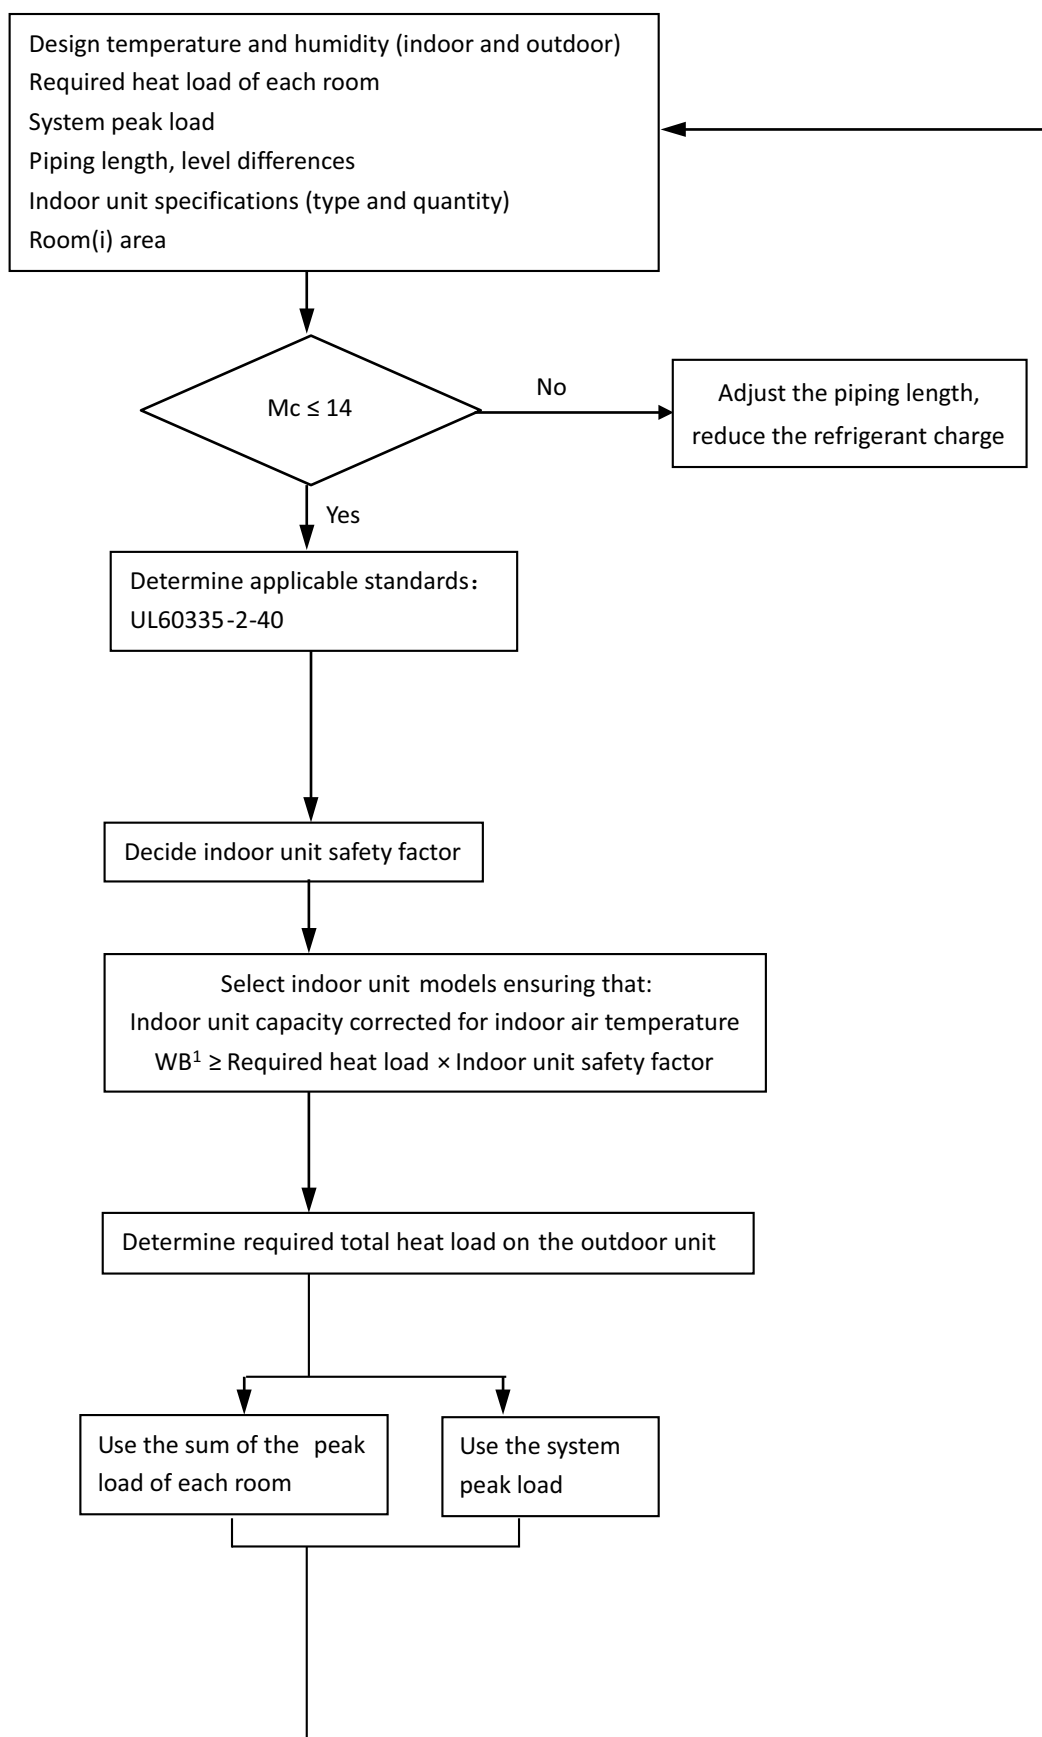 Design temperature and humidity (indoor and outdoor)
Required heat load of each room
System peak load
Piping length, level differences
Indoor unit specifications (type and quantity)
Room(i) area
Mc ≤ 14
No
Adjust the piping length,
reduce the refrigerant charge
Yes
Determine applicable standards：
UL60335-2-40
Decide indoor unit safety factor
Select indoor unit models ensuring that:
Indoor unit capacity corrected for indoor air temperature
WB¹ ≥ Required heat load × Indoor unit safety factor
Determine required total heat load on the outdoor unit
Use the sum of the peak
load of each room
Use the system
peak load